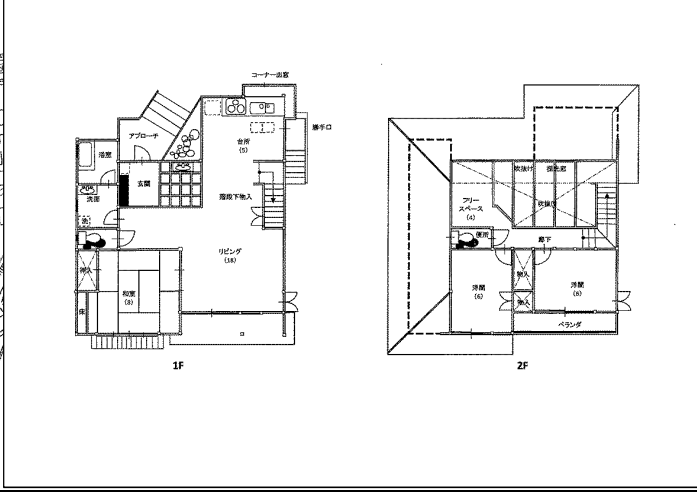 コーナー出窓
勝手口
アプローチ
台所
(5)
浴室
玄関
洗面
階段下物入
洗
リビング
(16)
押入
和室
(8)
床
1F
吹抜け
採光窓
吹抜け
フリー
スペース
(4)
便所
廊下
洋間
(6)
物入
洋間
(6)
物入
ベランダ
2F